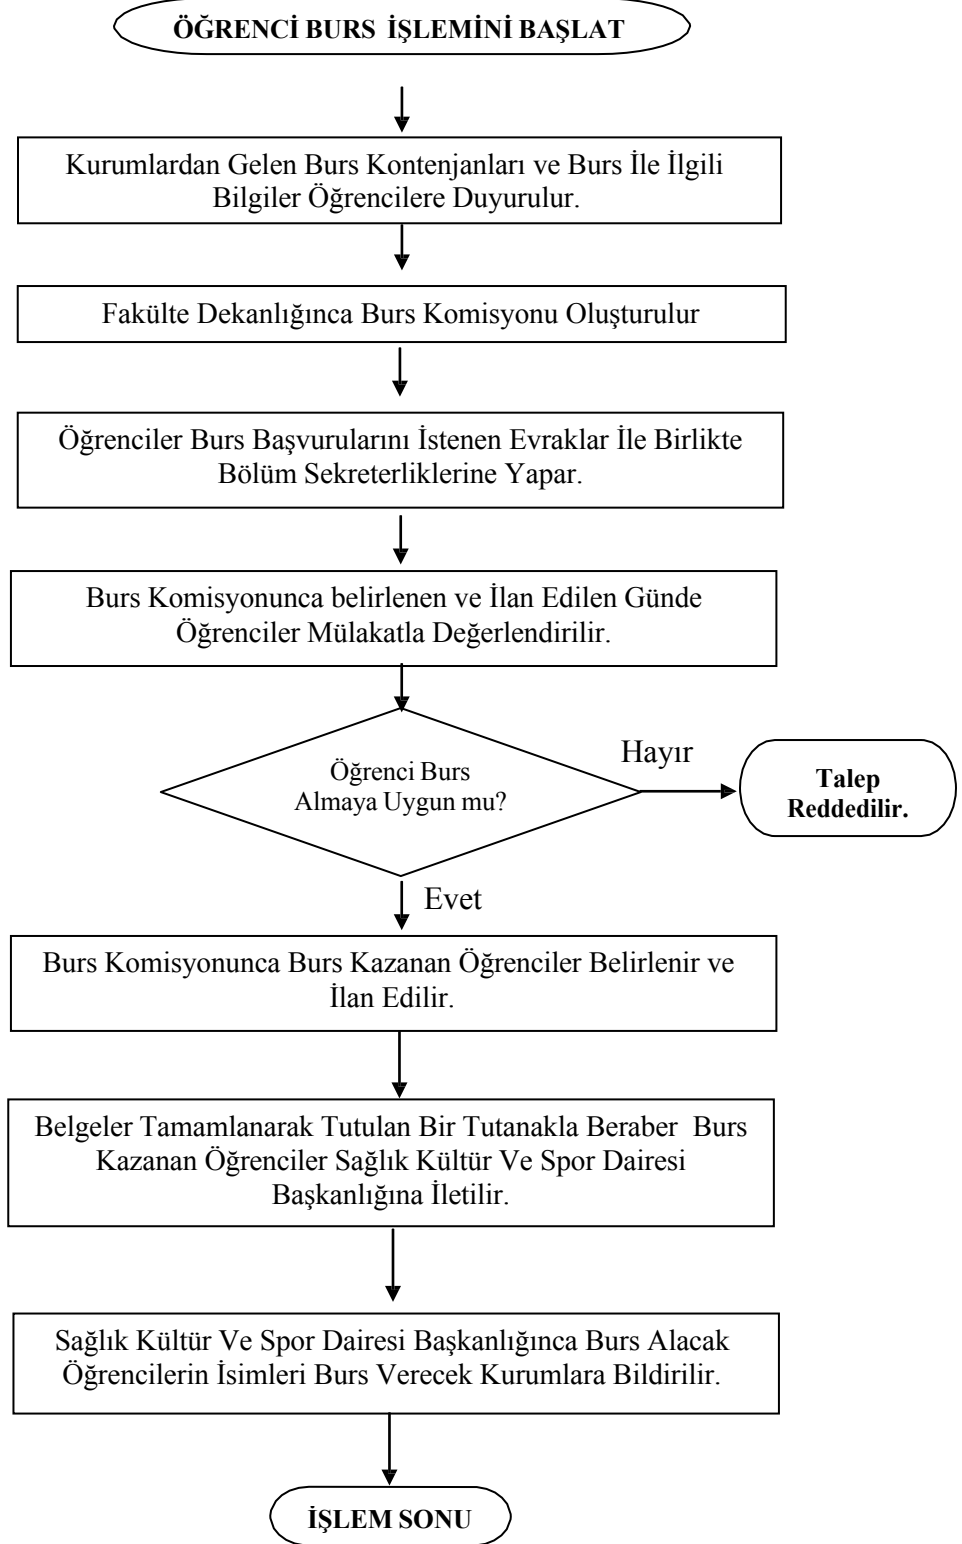 ÖĞRENCİ BURS İŞLEMİNİ BAŞLAT
Kurumlardan Gelen Burs Kontenjanları ve Burs İle İlgili
Bilgiler Öğrencilere Duyurulur.
Fakülte Dekanlığınca Burs Komisyonu Oluşturulur
Öğrenciler Burs Başvurularını İstenen Evraklar İle Birlikte
Bölüm Sekreterliklerine Yapar.
Burs Komisyonunca belirlenen ve İlan Edilen Günde
Öğrenciler Mülakatla Değerlendirilir.
Öğrenci Burs
Almaya Uygun mu?
Hayır
Talep
Reddedilir.
Evet
Burs Komisyonunca Burs Kazanan Öğrenciler Belirlenir ve
İlan Edilir.
Belgeler Tamamlanarak Tutulan Bir Tutanakla Beraber Burs
Kazanan Öğrenciler Sağlık Kültür Ve Spor Dairesi
Başkanlığına İletilir.
Sağlık Kültür Ve Spor Dairesi Başkanlığınca Burs Alacak
Öğrencilerin İsimleri Burs Verecek Kurumlara Bildirilir.
İŞLEM SONU